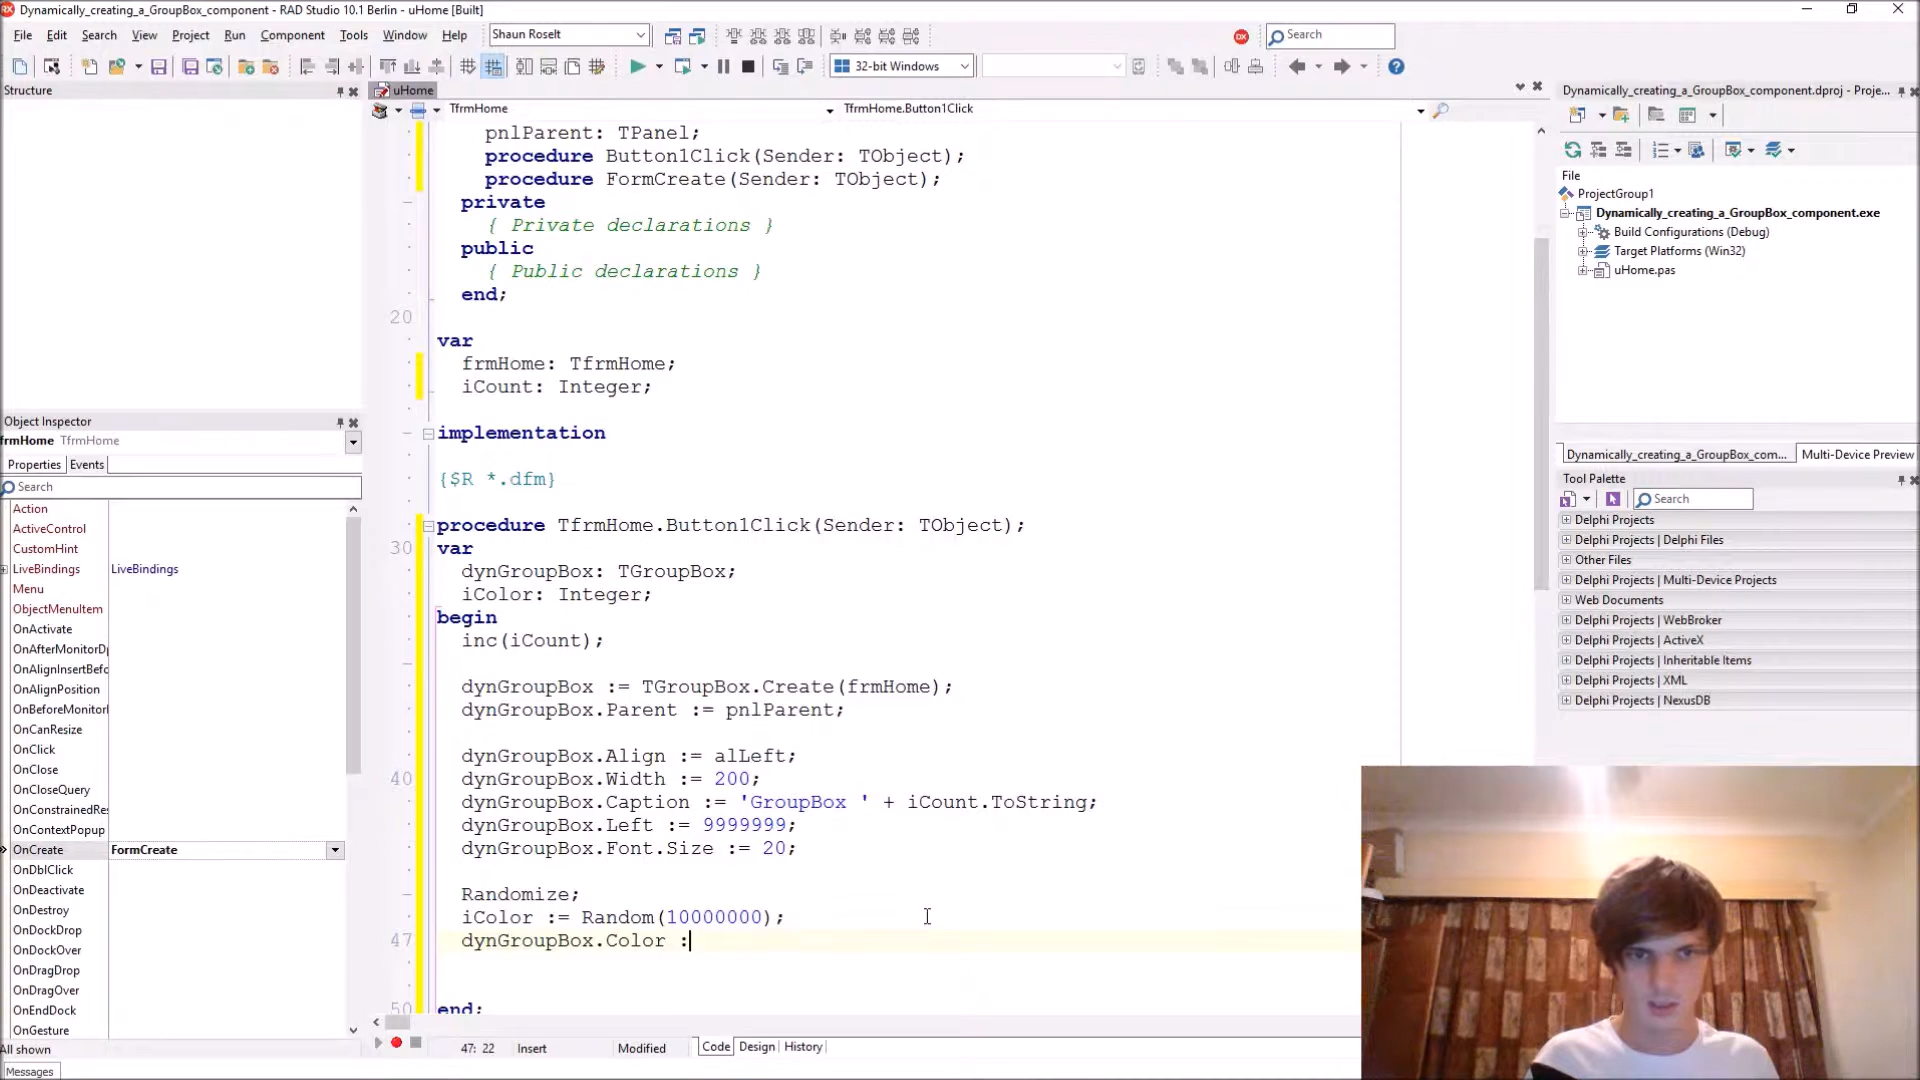 Dynamically_creating_a_GroupBox_component - RAD Studio 10.1 Berlin - uHome [Built]
File Edit Search View Project Run Component Tools Window Help Shaun Roselt Search
32-bit Windows
Structure
uHome
TfrmHome TfrmHome.Button1Click
pnlParent: TPanel;
procedure Button1Click(Sender: TObject);
procedure FormCreate(Sender: TObject);
private
{ Private declarations }
public
{ Public declarations }
end;
20
var
frmHome: TfrmHome;
iCount: Integer;
implementation
{$R *.dfm}
procedure TfrmHome.Button1Click(Sender: TObject);
30 var
dynGroupBox: TGroupBox;
iColor: Integer;
begin
inc(iCount);
dynGroupBox := TGroupBox.Create(frmHome);
dynGroupBox.Parent := pnlParent;
dynGroupBox.Align := alLeft;
40 dynGroupBox.Width := 200;
dynGroupBox.Caption := 'GroupBox ' + iCount.ToString;
dynGroupBox.Left := 9999999;
dynGroupBox.Font.Size := 20;
Randomize;
iColor := Random(10000000);
47 dynGroupBox.Color :
50 end;
47: 22 Insert Modified Code Design History
Object Inspector
frmHome TfrmHome
Properties Events
Search
Action
ActiveControl
CustomHint
LiveBindings LiveBindings
Menu
ObjectMenuItem
OnActivate
OnAfterMonitorDp
OnAlignInsertBefo
OnAlignPosition
OnBeforeMonitorD
OnCanResize
OnClick
OnClose
OnCloseQuery
OnConstrainedRes
OnContextPopup
OnCreate FormCreate
OnDblClick
OnDeactivate
OnDestroy
OnDockDrop
OnDockOver
OnDragDrop
OnDragOver
OnEndDock
OnGesture
All shown
Messages
Dynamically_creating_a_GroupBox_component.dproj - Proje...
File
ProjectGroup1
Dynamically_creating_a_GroupBox_component.exe
Build Configurations (Debug)
Target Platforms (Win32)
uHome.pas
Dynamically_creating_a_GroupBox_com... Multi-Device Preview
Tool Palette
Search
Delphi Projects
Delphi Projects | Delphi Files
Other Files
Delphi Projects | Multi-Device Projects
Web Documents
Delphi Projects | WebBroker
Delphi Projects | ActiveX
Delphi Projects | Inheritable Items
Delphi Projects | XML
Delphi Projects | NexusDB